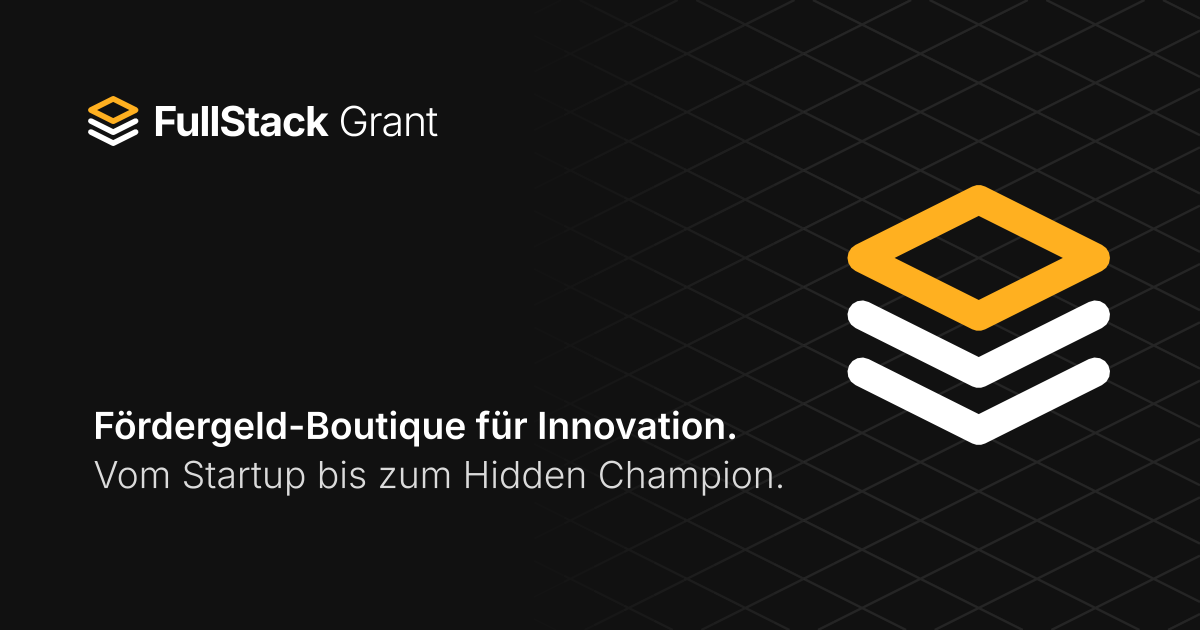 FullStack Grant
Fördergeld-Boutique für Innovation.
Vom Startup bis zum Hidden Champion.